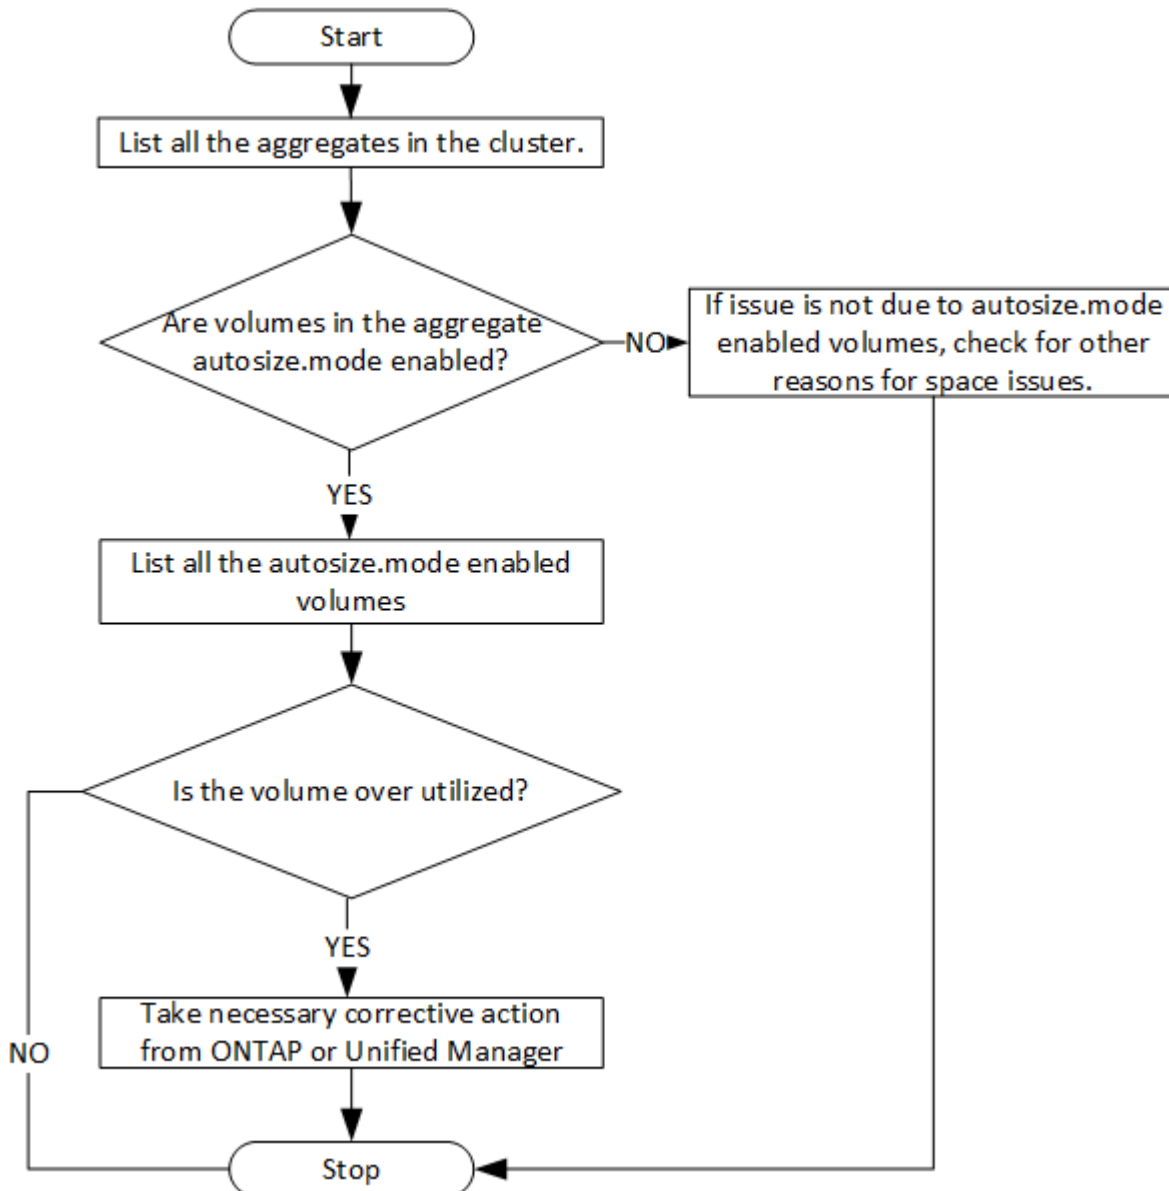 Start
List all the aggregates in the cluster.
Are volumes in the aggregate
autosize.mode enabled?
NO
If issue is not due to autosize.mode
enabled volumes, check for other
reasons for space issues.
YES
List all the autosize.mode enabled
volumes
Is the volume over utilized?
YES
Take necessary corrective action
from ONTAP or Unified Manager
NO
Stop